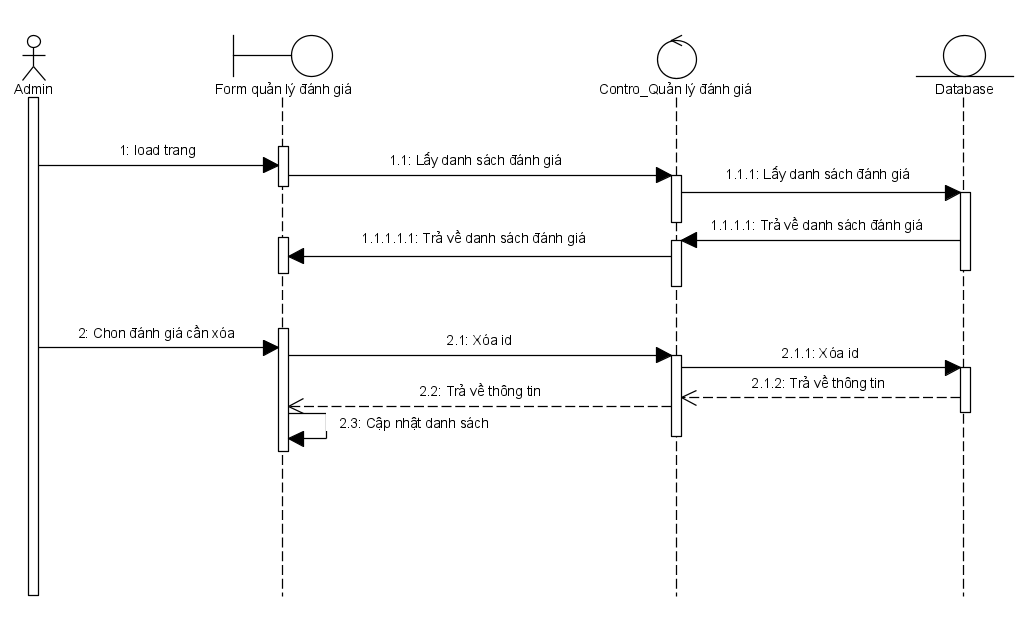 Admin
Form quản lý đánh giá
Contro_Quản lý đánh giá
Database
1: load trang
1.1: Lấy danh sách đánh giá
1.1.1: Lấy danh sách đánh giá
1.1.1.1: Trả về danh sách đánh giá
1.1.1.1.1: Trả về danh sách đánh giá
2: Chon đánh giá cần xóa
2.1: Xóa id
2.1.1: Xóa id
2.1.2: Trả về thông tin
2.2: Trả về thông tin
2.3: Cập nhật danh sách